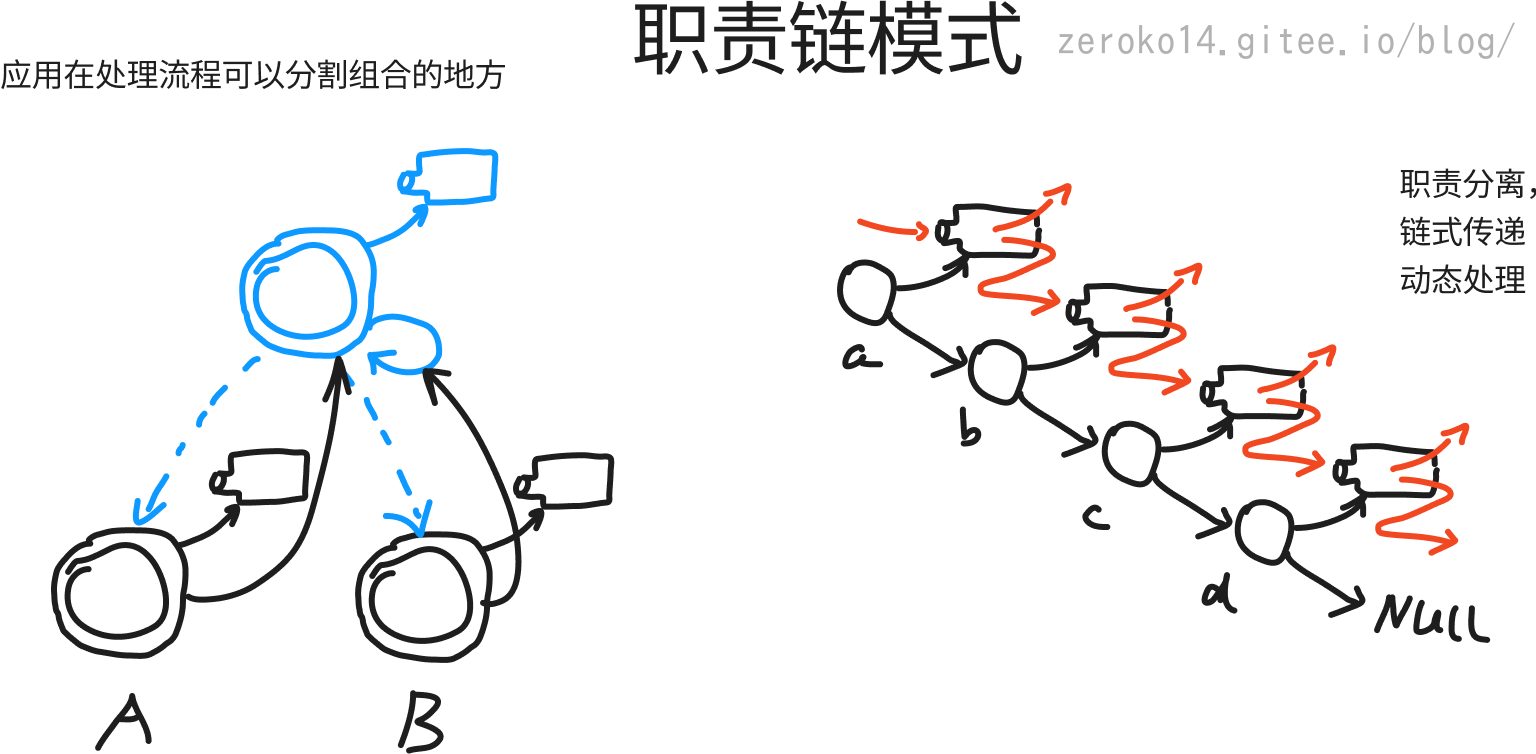 职责链模式
zeroko14.gitee.io/blog/
应用在处理流程可以分割组合的地方
职责分离，
链式传递
动态处理
a
b
c
d
NULL
A
B